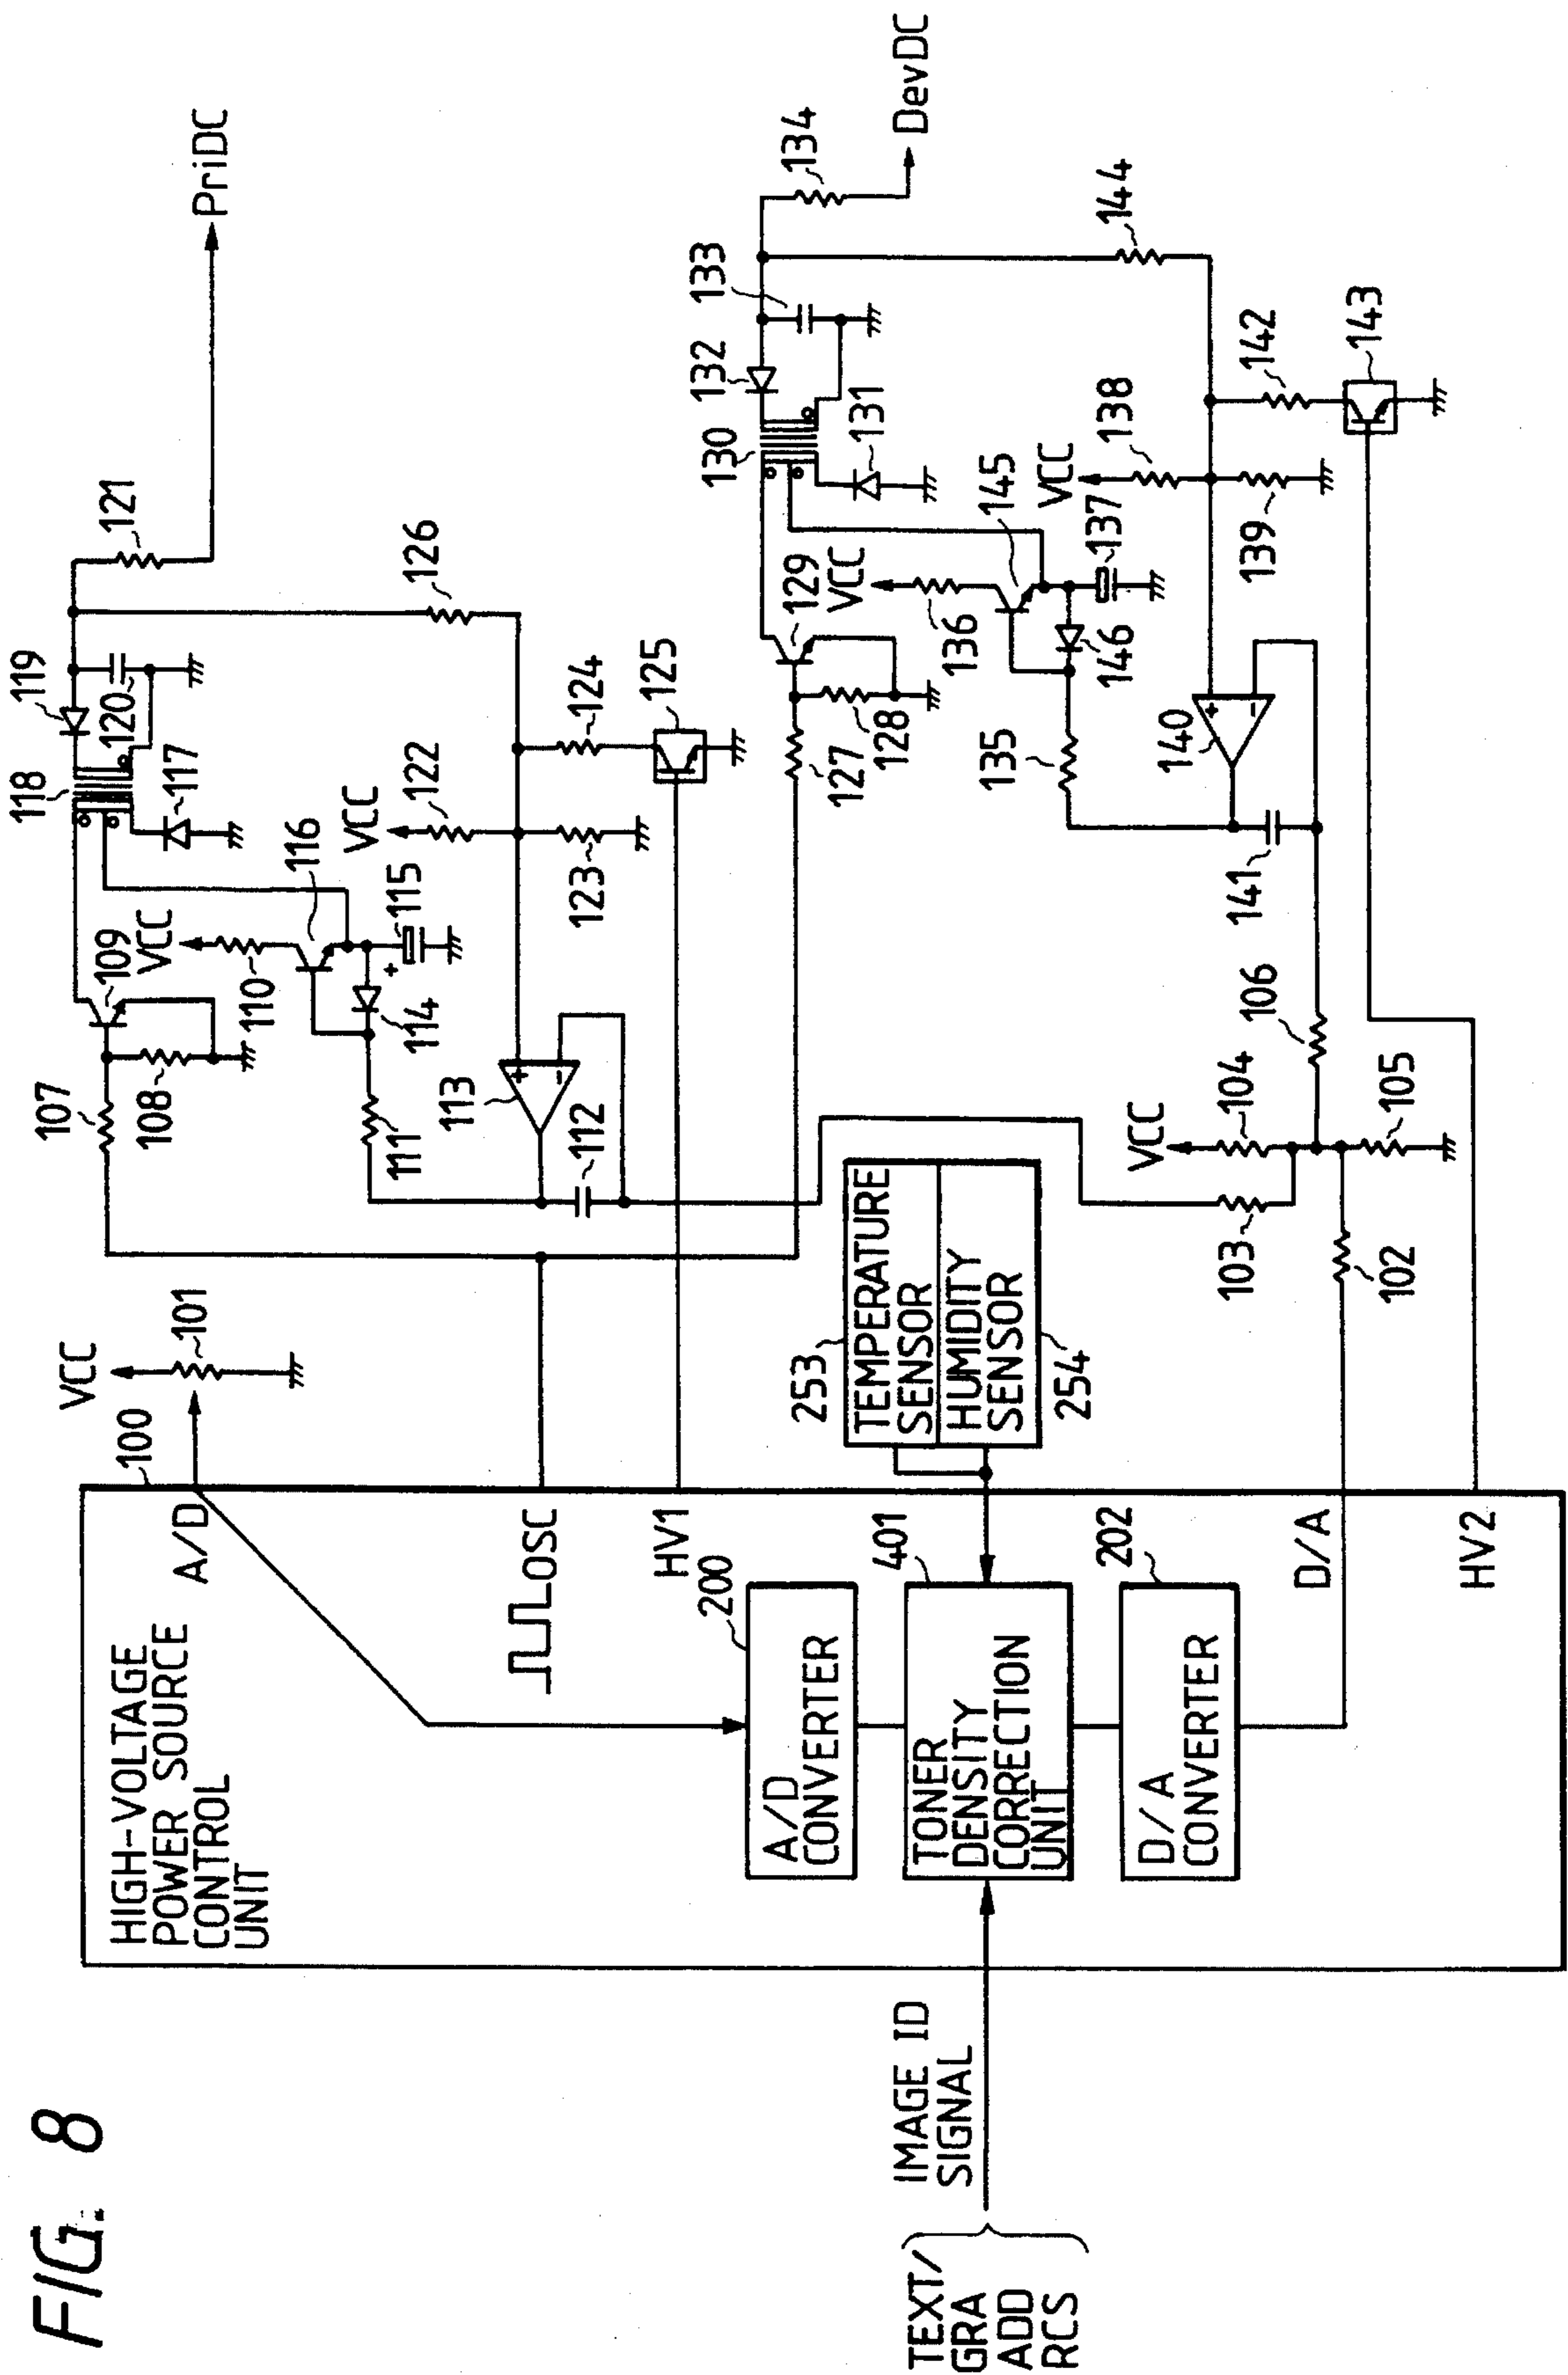 FIG. 8
TEXT/
GRA
ADD
RCS
IMAGE ID
SIGNAL
HIGH-VOLTAGE
POWER SOURCE
CONTROL
UNIT
100
A/D
OSC
HV1
200
A/D
CONVERTER
401
TONER
DENSITY
CORRECTION
UNIT
202
D/A
CONVERTER
D/A
HV2
VCC
101
253
TEMPERATURE
SENSOR
HUMIDITY
SENSOR
254
107
108
109
VCC
110
111
112
113
114
+
115
116
117
118
119
120
121
PriDC
VCC
122
123
124
125
126
+
-
127
128
129
VCC
136
130
131
132
133
134
DevDC
135
145
137
146
VCC
138
139
140
+
-
141
142
143
144
102
103
VCC
104
105
106